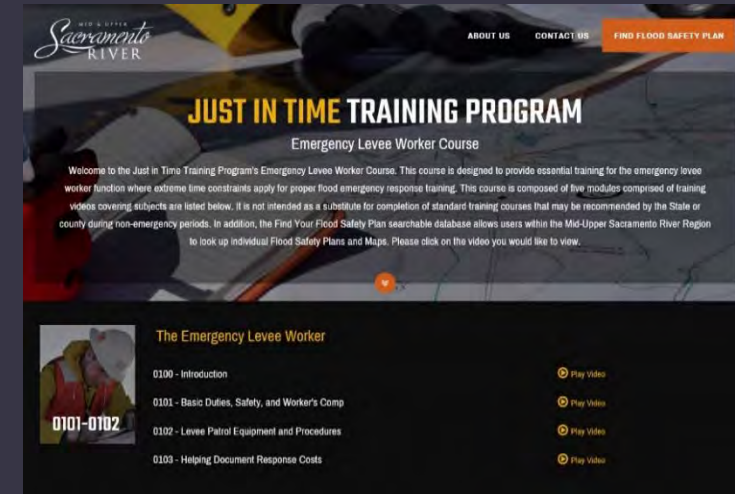 MID & UPPER
Sacramento
RIVER
ABOUT US
CONTACT US
FIND FLOOD SAFETY PLAN
JUST IN TIME TRAINING PROGRAM
Emergency Levee Worker Course
Welcome to the Just in Time Training Program's Emergency Levee Worker Course. This course is designed to provide essential training for the emergency levee
worker function where extreme time constraints apply for proper flood emergency response training. This course is composed of five modules comprised of training
videos covering subjects are listed below. It is not intended as a substitute for completion of standard training courses that may be recommended by the State or
county during non-emergency periods. In addition, the Find Your Flood Safety Plan searchable database allows users within the Mid-Upper Sacramento River Region
to look up individual Flood Safety Plans and Maps. Please click on the video you would like to view.
The Emergency Levee Worker
0101-0102
0100 - Introduction
Play Video
0101 - Basic Duties, Safety, and Worker's Comp
Play Video
0102 - Levee Patrol Equipment and Procedures
Play Video
0103 - Helping Document Response Costs
Play Video